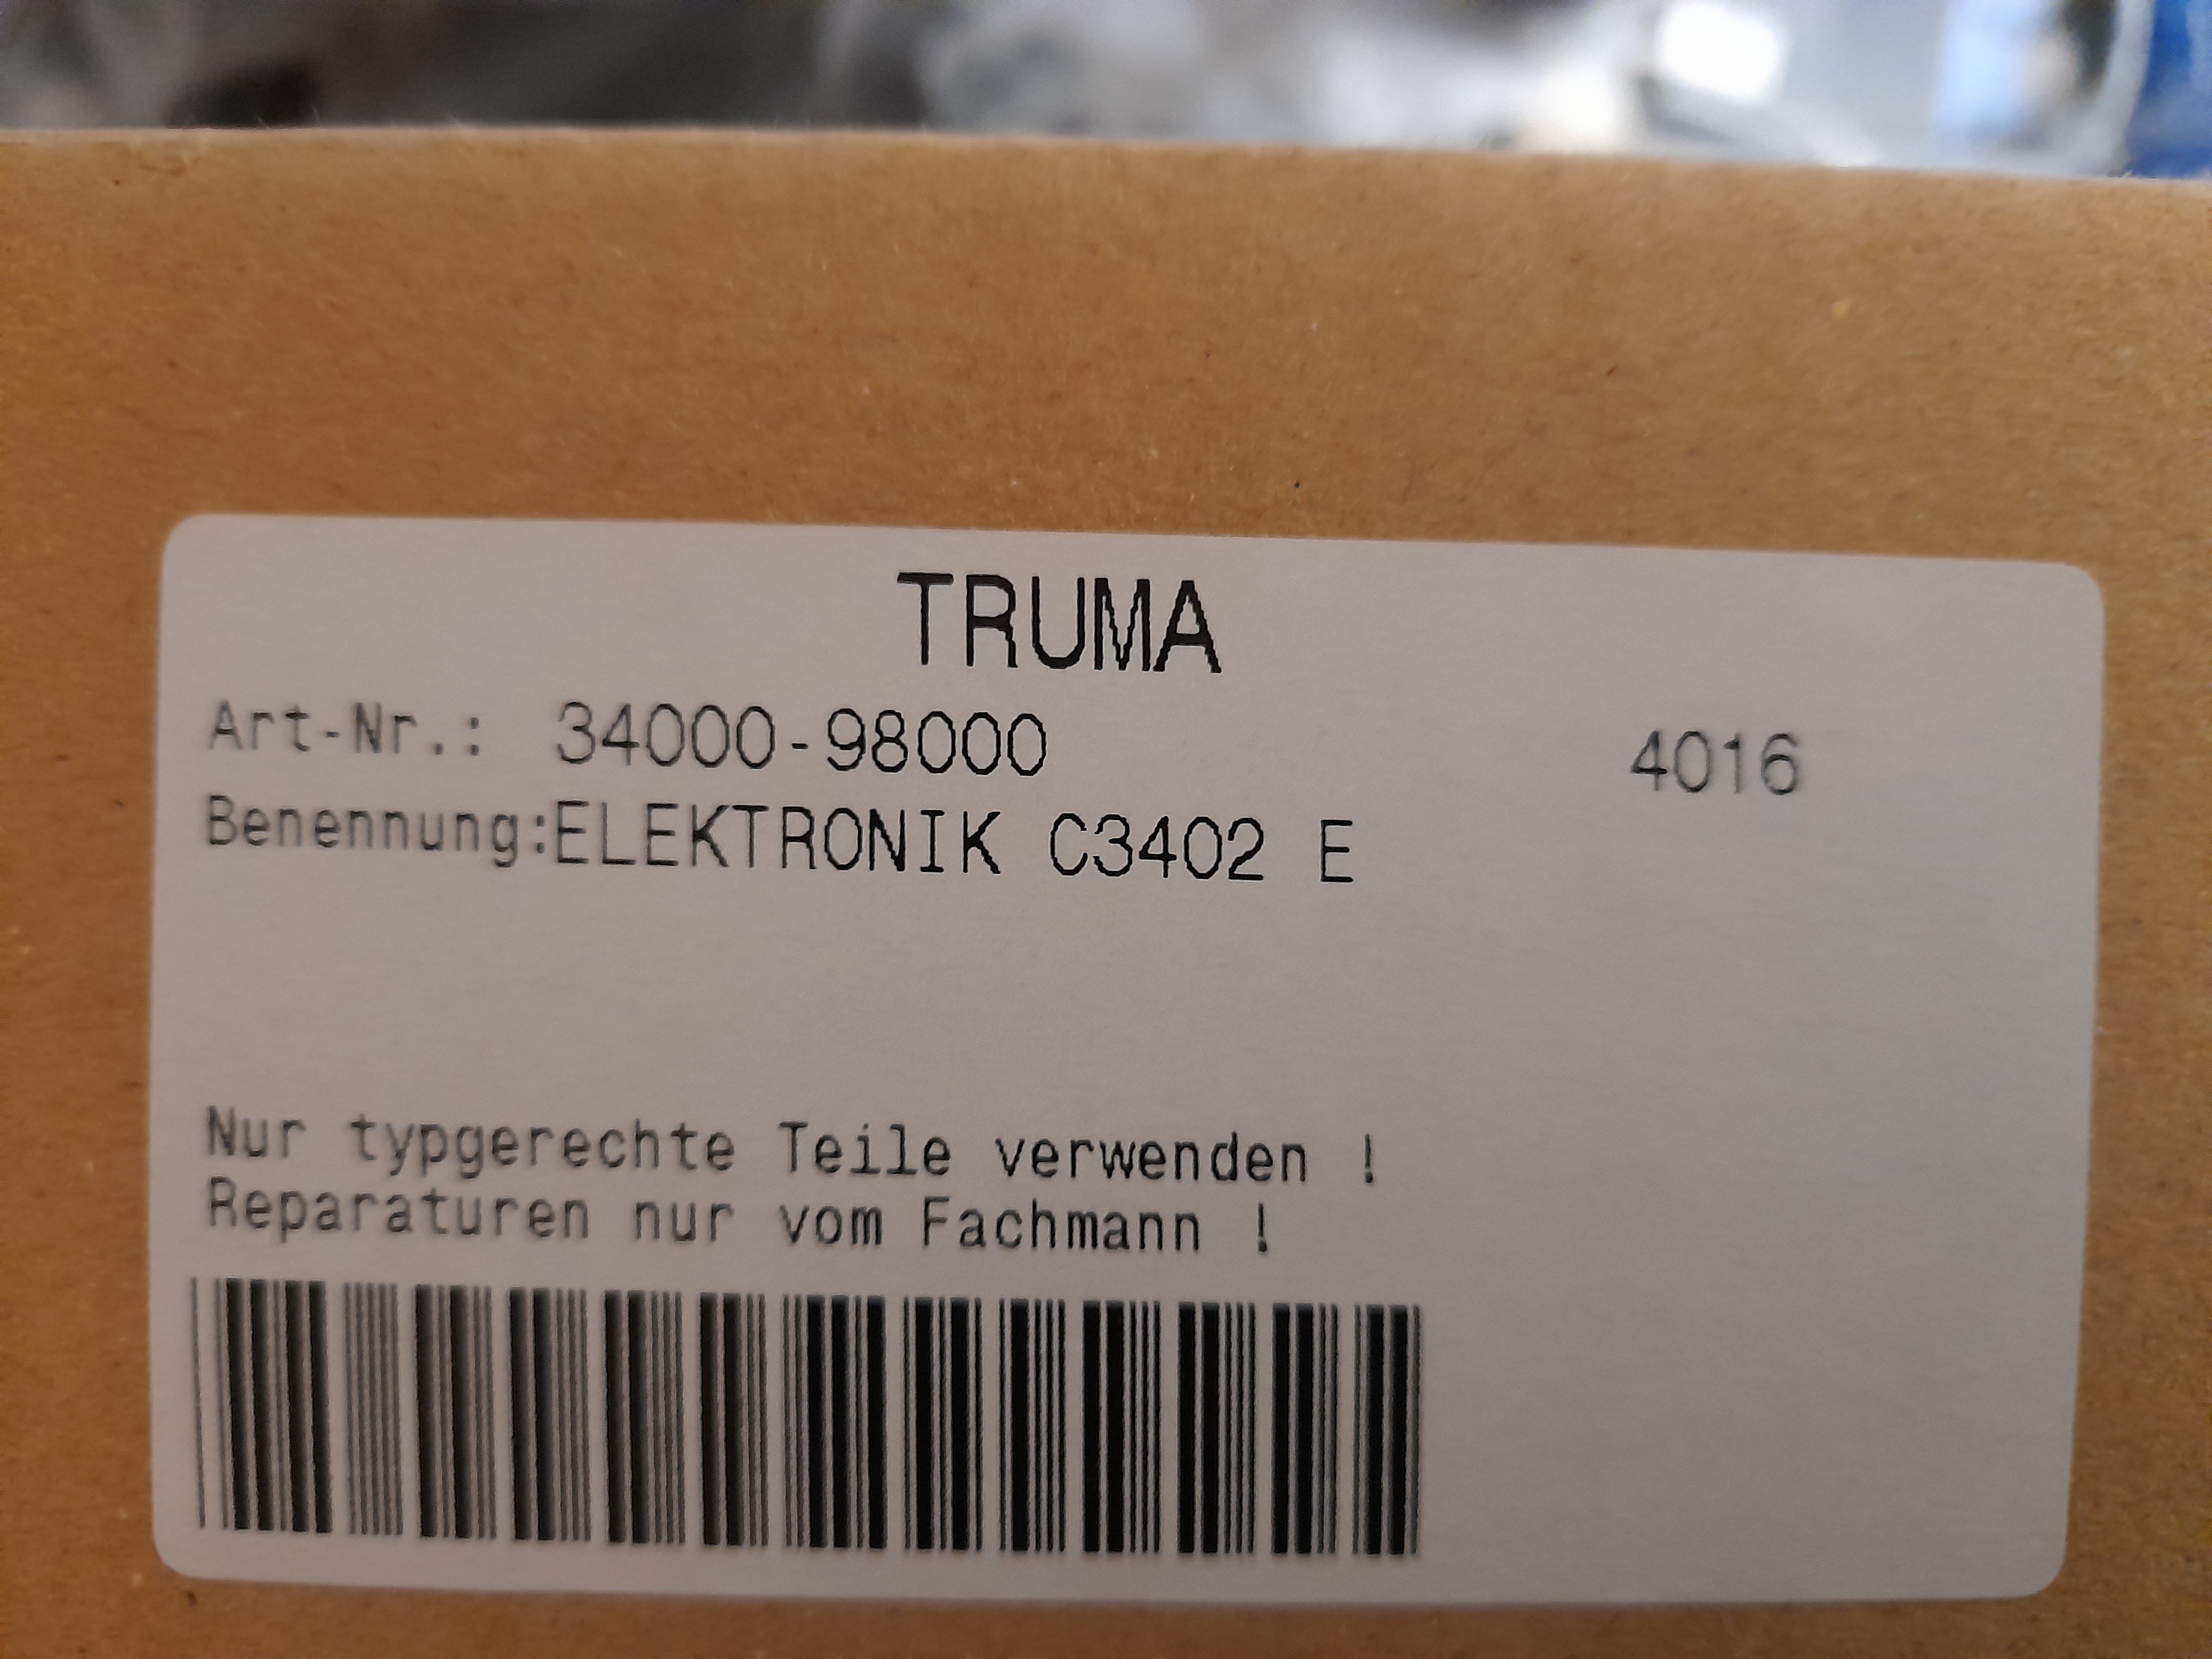 TRUMA
Art-Nr.: 34000-98000 4016
Benennung:ELEKTRONIK C3402 E
Nur typgerechte Teile verwenden !
Reparaturen nur vom Fachmann !